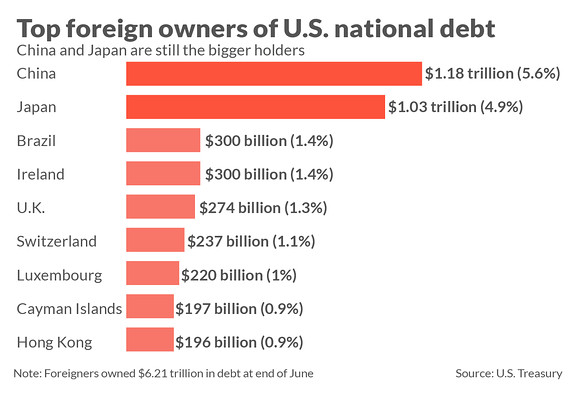 Top foreign owners of U.S. national debt
China and Japan are still the bigger holders
China $1.18 trillion (5.6%)
Japan $1.03 trillion (4.9%)
Brazil $300 billion (1.4%)
Ireland $300 billion (1.4%)
U.K. $274 billion (1.3%)
Switzerland $237 billion (1.1%)
Luxembourg $220 billion (1%)
Cayman Islands $197 billion (0.9%)
Hong Kong $196 billion (0.9%)
Note: Foreigners owned $6.21 trillion in debt at end of June Source: U.S. Treasury